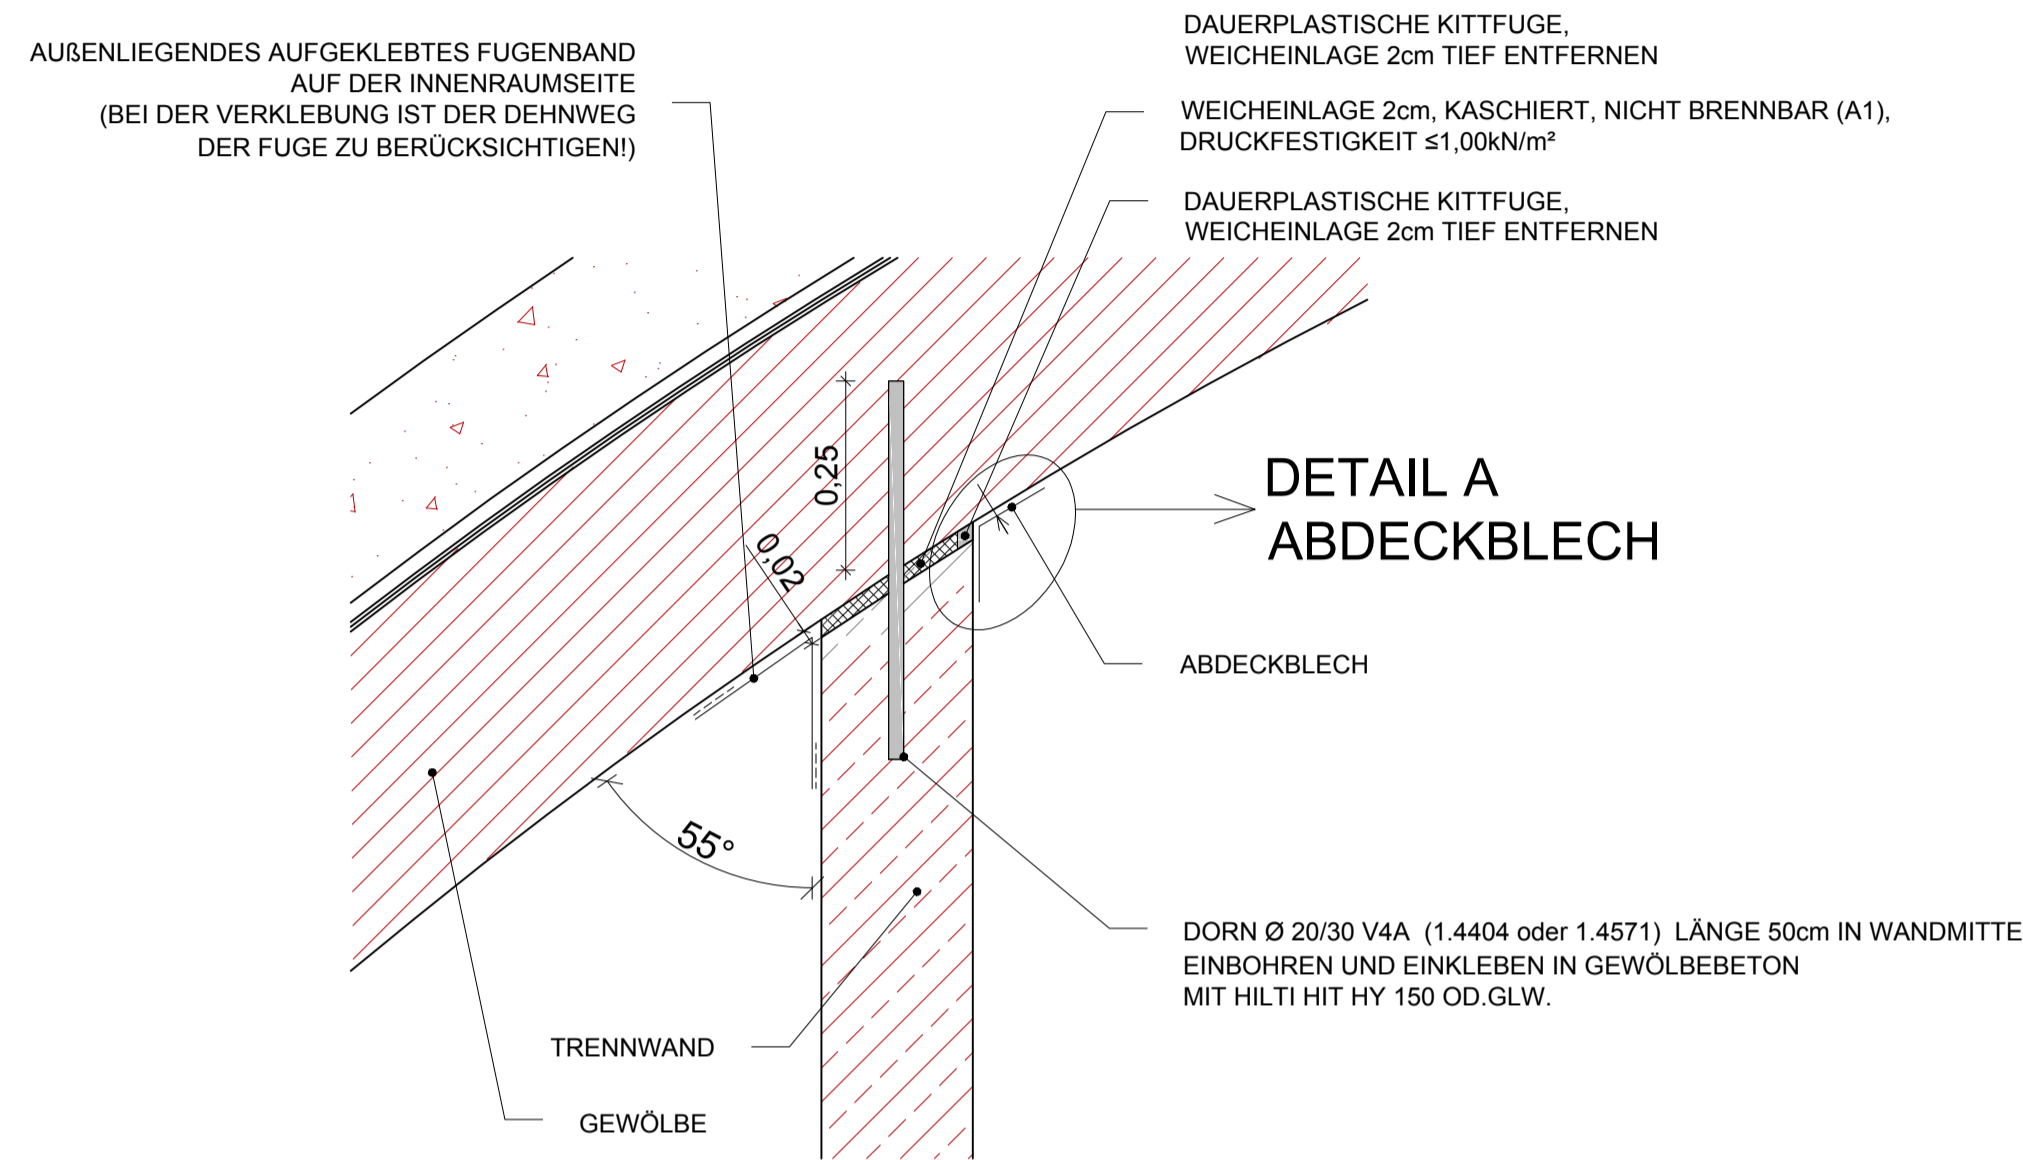 DAUERPLASTISCHE KITTFUGE,
WEICHEINLAGE 2cm TIEF ENTFERNEN
AUßENLIEGENDES AUFGEKLEBTES FUGENBAND
AUF DER INNENRAUMSEITE
(BEI DER VERKLEBUNG IST DER DEHNWEG
DER FUGE ZU BERÜCKSICHTIGEN!)
WEICHEINLAGE 2cm, KASCHIERT, NICHT BRENNBAR (A1),
DRUCKFESTIGKEIT ≤1,00kN/m²
DAUERPLASTISCHE KITTFUGE,
WEICHEINLAGE 2cm TIEF ENTFERNEN
0,25
0,02
DETAIL A
ABDECKBLECH
ABDECKBLECH
55°
DORN Ø 20/30 V4A (1.4404 oder 1.4571) LÄNGE 50cm IN WANDMITTE
EINBOHREN UND EINKLEBEN IN GEWÖLBEBETON
MIT HILTI HIT HY 150 OD.GLW.
TRENNWAND
GEWÖLBE